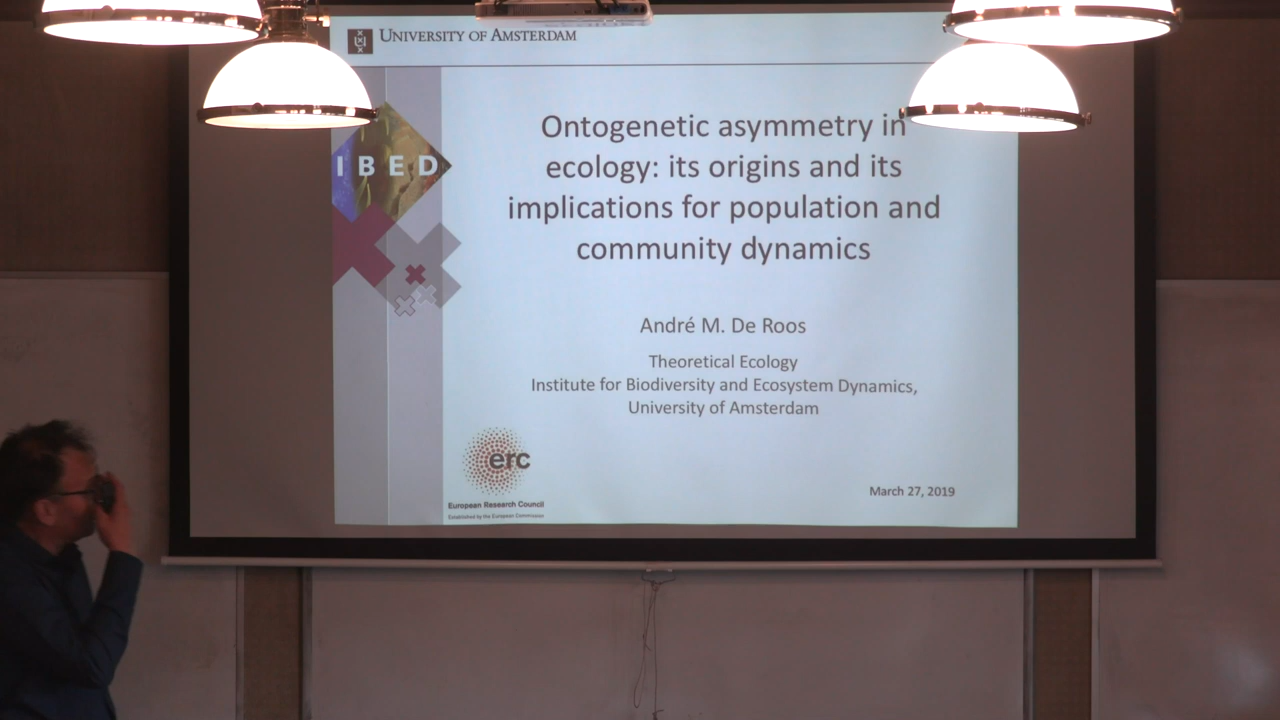 UNIVERSITY OF AMSTERDAM
IBED
Ontogenetic asymmetry in
ecology: its origins and its
implications for population and
community dynamics
André M. De Roos
Theoretical Ecology
Institute for Biodiversity and Ecosystem Dynamics,
University of Amsterdam
erc
European Research Council
Established by the European Commission
March 27, 2019